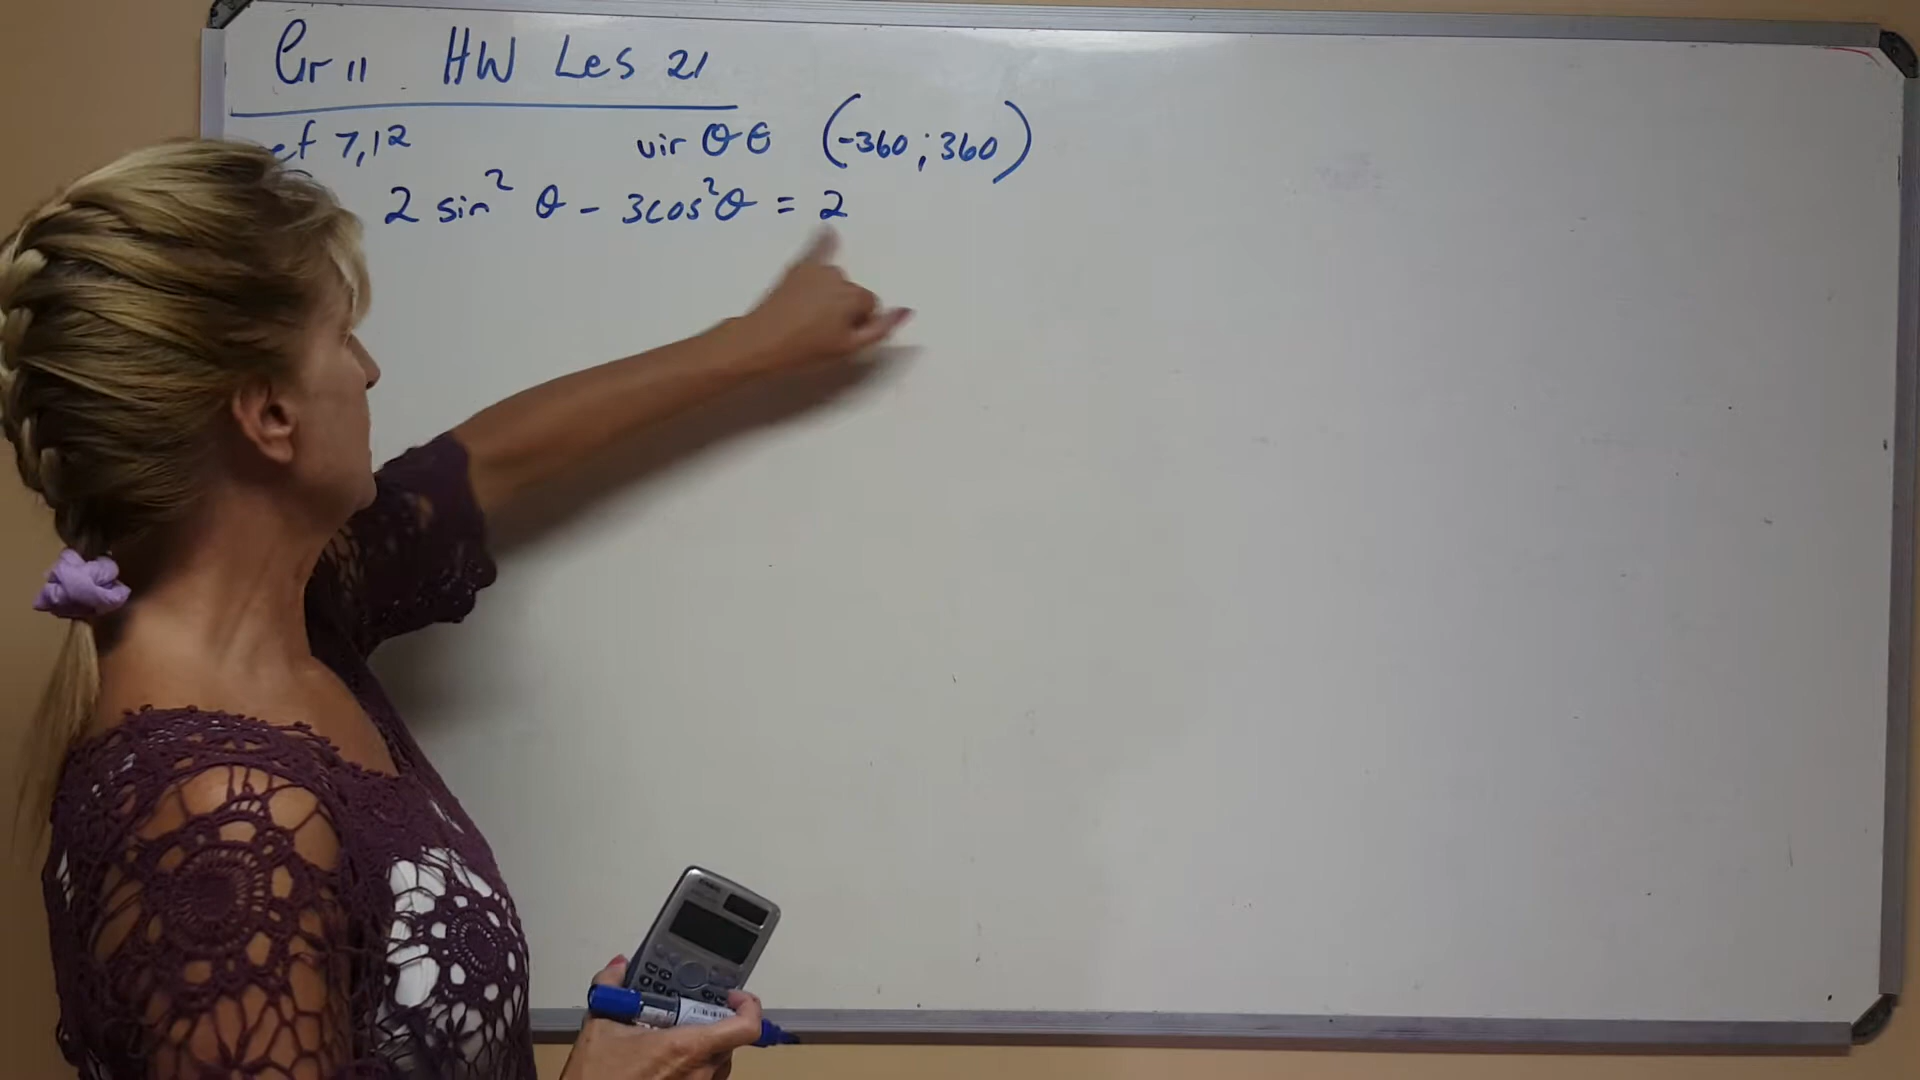 Gr 11 HW Les 21
7,12 vir θ ∈ (-360 ; 360)
2 sin² θ - 3cos²θ = 2